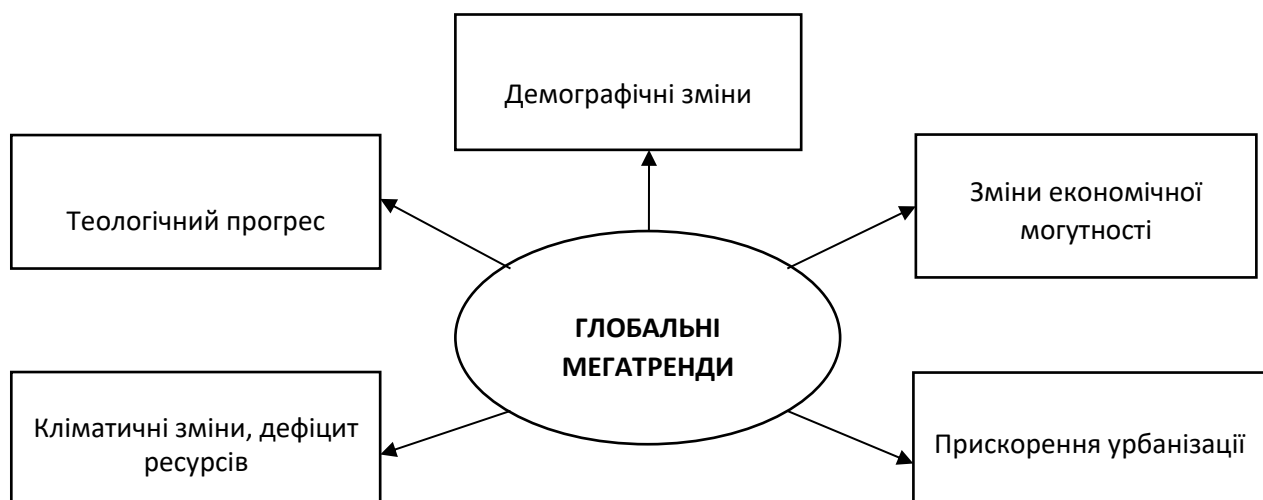 Демографічні зміни
Теологічний прогрес
Зміни економічної
могутності
ГЛОБАЛЬНІ
МЕГАТРЕНДИ
Кліматичні зміни, дефіцит
ресурсів
Прискорення урбанізації